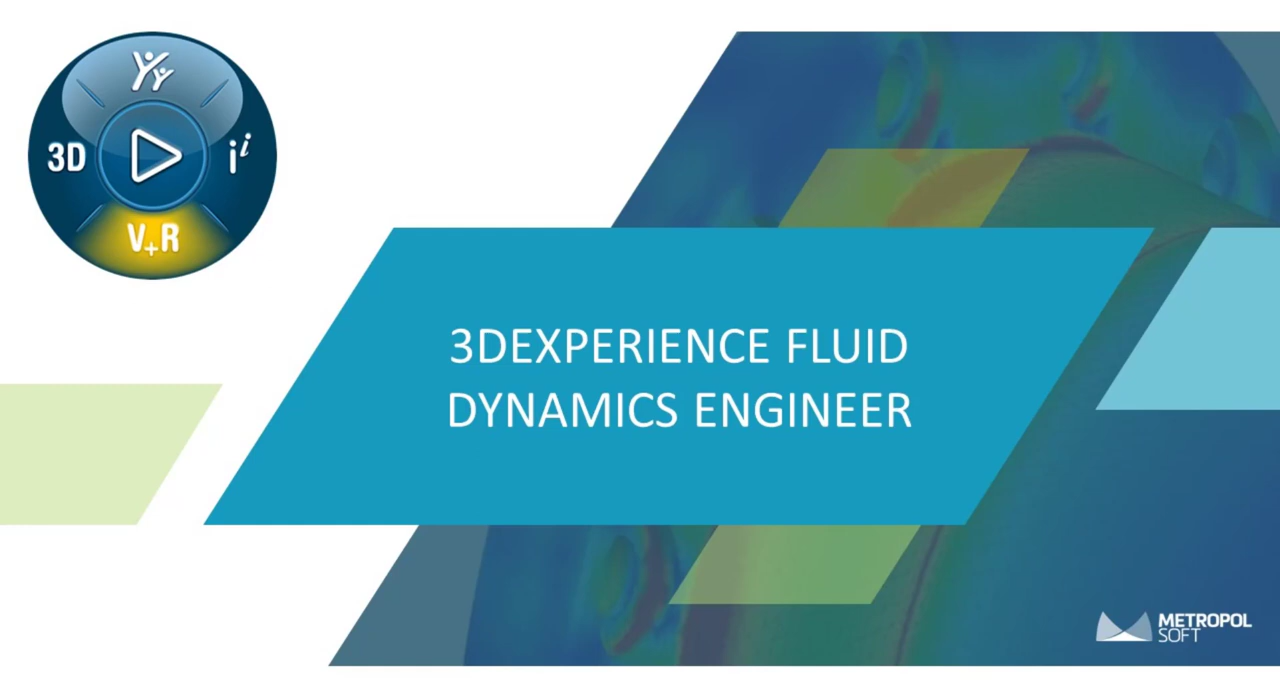 3D
i i
V+R
3DEXPERIENCE FLUID
DYNAMICS ENGINEER
METROPOL
SOFT